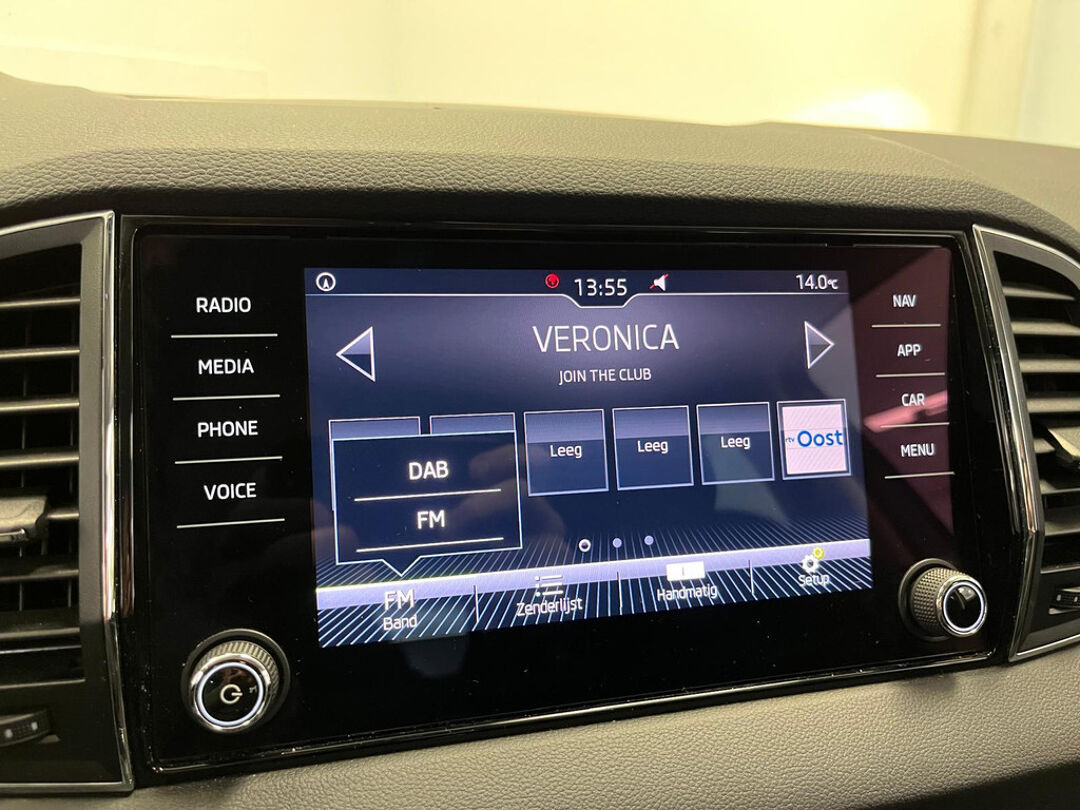 RADIO
MEDIA
PHONE
VOICE
13:55
14.0°C
VERONICA
JOIN THE CLUB
DAB
FM
Leeg
Leeg
Leeg
rtv Oost
FM
Band
Zenderlijst
Handmatig
Setup
NAV
APP
CAR
MENU